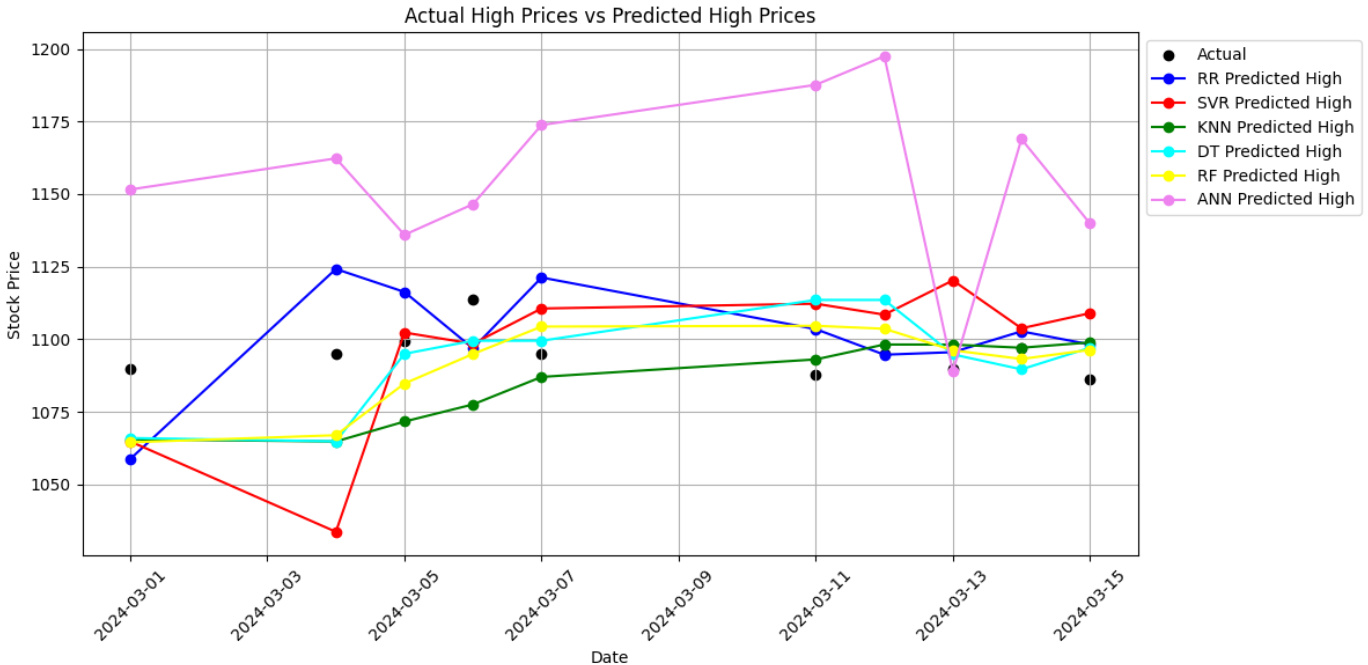 Actual High Prices vs Predicted High Prices
1200
1175
1150
1125
1100
1075
1050
Stock Price
2024-03-01
2024-03-03
2024-03-05
2024-03-07
2024-03-09
2024-03-11
2024-03-13
2024-03-15
Date
Actual
RR Predicted High
SVR Predicted High
KNN Predicted High
DT Predicted High
RF Predicted High
ANN Predicted High